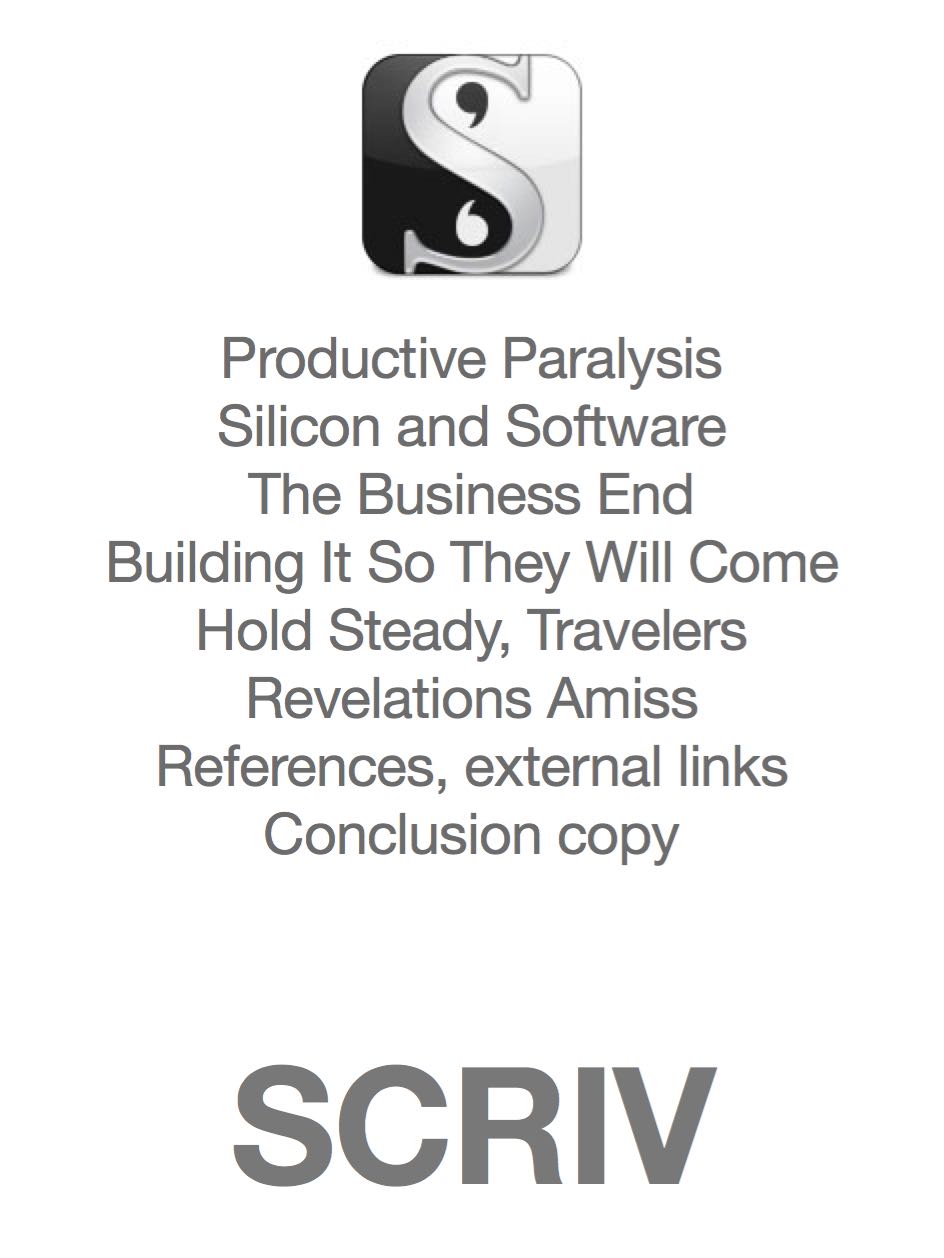 S
Productive Paralysis
Silicon and Software
The Business End
Building It So They Will Come
Hold Steady, Travelers
Revelations Amiss
References, external links
Conclusion copy
SCRIV